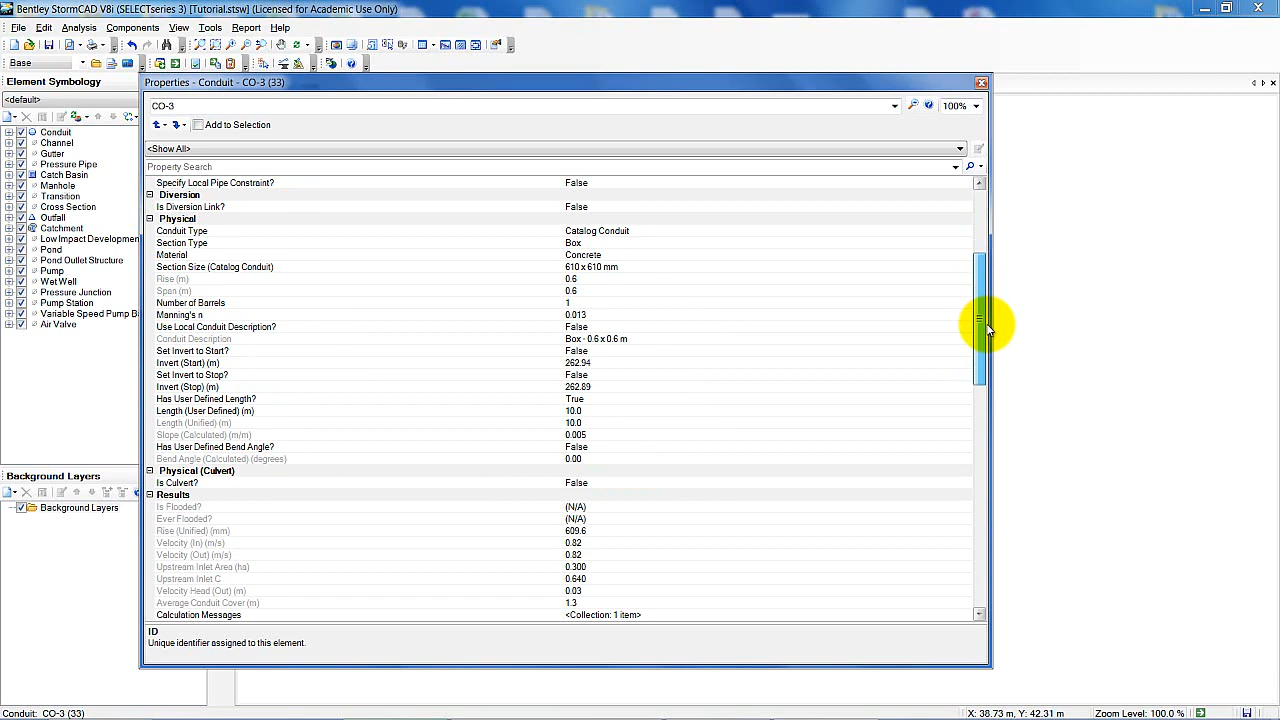 Bentley StormCAD V8i (SELECTseries 3) [Tutorial.stsw] (Licensed for Academic Use Only)
File Edit Analysis Components View Tools Report Help
Base
Element Symbology
<default>
Conduit
Channel
Gutter
Pressure Pipe
Catch Basin
Manhole
Transition
Cross Section
Outfall
Catchment
Low Impact Developmen
Pond
Pond Outlet Structure
Pump
Wet Well
Pressure Junction
Pump Station
Variable Speed Pump B
Air Valve
Background Layers
Background Layers
Properties - Conduit - CO-3 (33)
CO-3 100%
Add to Selection
<Show All>
Property Search
Specify Local Pipe Constraint? False
Diversion
Is Diversion Link? False
Physical
Conduit Type Catalog Conduit
Section Type Box
Material Concrete
Section Size (Catalog Conduit) 610 x 610 mm
Rise (m) 0.6
Span (m) 0.6
Number of Barrels 1
Manning's n 0.013
Use Local Conduit Description? False
Conduit Description Box - 0.6 x 0.6 m
Set Invert to Start? False
Invert (Start) (m) 262.94
Set Invert to Stop? False
Invert (Stop) (m) 262.89
Has User Defined Length? True
Length (User Defined) (m) 10.0
Length (Unified) (m) 10.0
Slope (Calculated) (m/m) 0.005
Has User Defined Bend Angle? False
Bend Angle (Calculated) (degrees) 0.00
Physical (Culvert)
Is Culvert? False
Results
Is Flooded? (N/A)
Ever Flooded? (N/A)
Rise (Unified) (mm) 609.6
Velocity (In) (m/s) 0.82
Velocity (Out) (m/s) 0.82
Upstream Inlet Area (ha) 0.300
Upstream Inlet C 0.640
Velocity Head (Out) (m) 0.03
Average Conduit Cover (m) 1.3
Calculation Messages <Collection: 1 item>
ID
Unique identifier assigned to this element.
Conduit: CO-3 (33) X: 38.73 m, Y: 42.31 m Zoom Level: 100.0 %